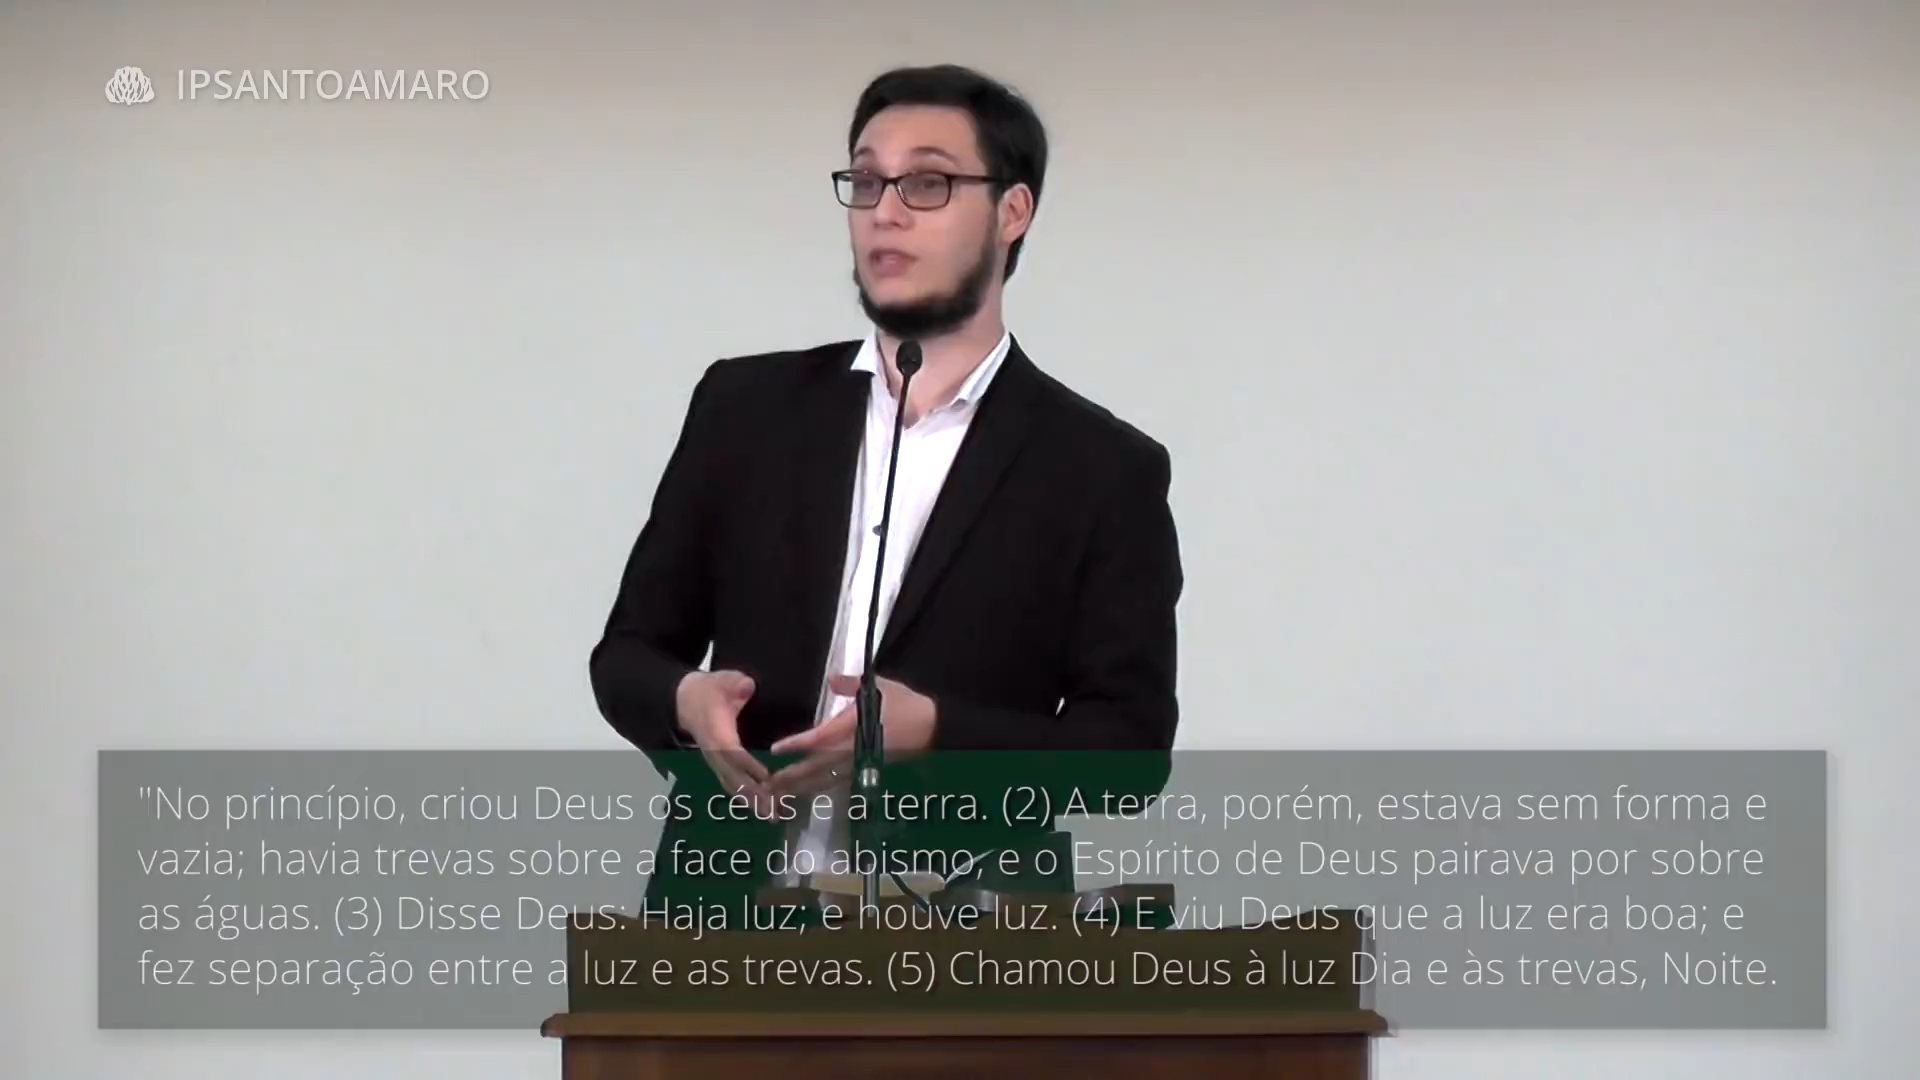 IPSANTOAMARO
"No princípio, criou Deus os céus e a terra. (2) A terra, porém, estava sem forma e
vazia; havia trevas sobre a face do abismo, e o Espírito de Deus pairava por sobre
as águas. (3) Disse Deus: Haja luz; e houve luz. (4) E viu Deus que a luz era boa; e
fez separação entre a luz e as trevas. (5) Chamou Deus à luz Dia e às trevas, Noite.